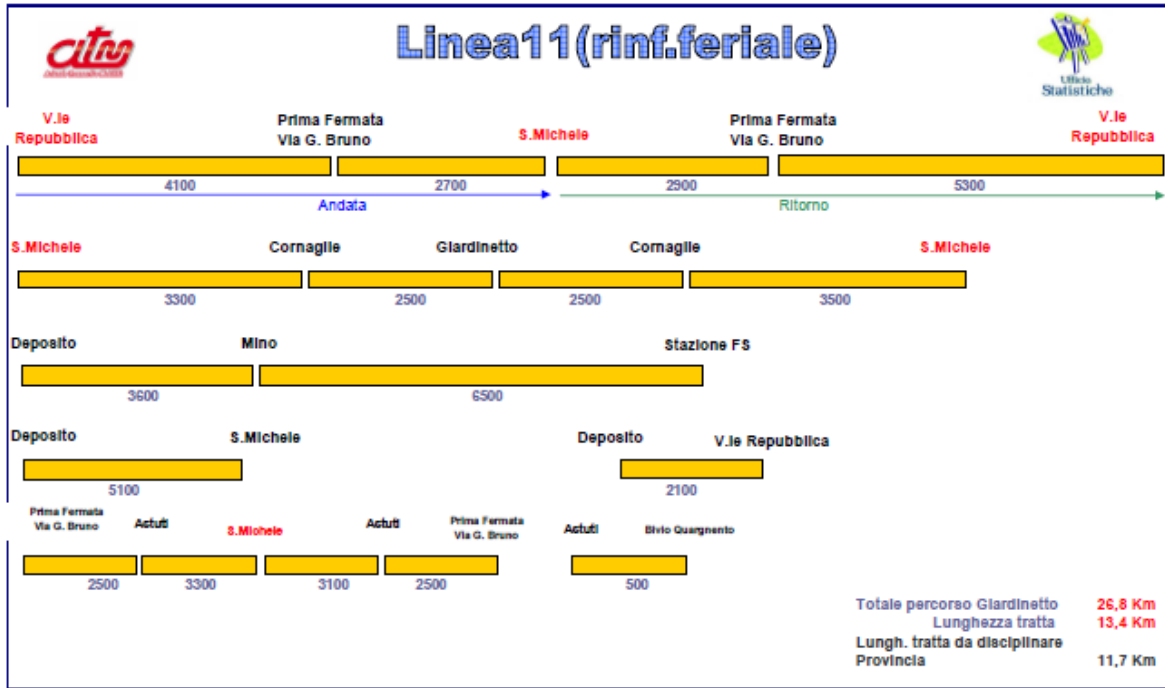 Linea11(rinf.feriale)
Ufficio
Statistiche
V.le
Repubblica
Prima Fermata
Via G. Bruno
S.Michele
Prima Fermata
Via G. Bruno
V.le
Repubblica
4100 2700 2900 5300
Andata Ritorno
S.Michele Cornaglie Giardinetto Cornaglie S.Michele
3300 2500 2500 3500
Deposito Mino Stazione FS
3600 6500
Deposito S.Michele Deposito V.le Repubblica
5100 2100
Prima Fermata
Via G. Bruno
Astuti
S.Michele
Astuti
Prima Fermata
Via G. Bruno
Astuti
Bivio Quargnento
2500 3300 3100 2500 500
Totale percorso Giardinetto 26,8 Km
Lunghezza tratta 13,4 Km
Lungh. tratta da disciplinare
Provincia 11,7 Km